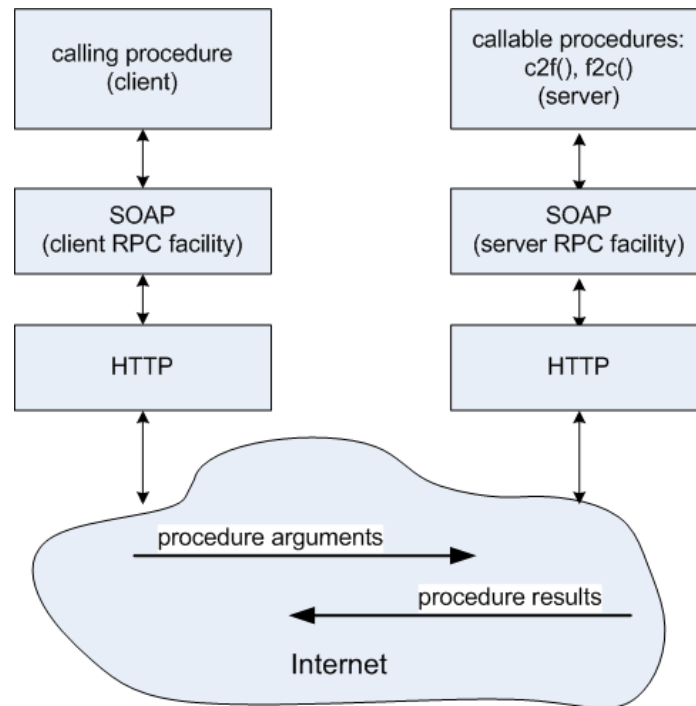 calling procedure
(client)
callable procedures:
c2f(), f2c()
(server)
SOAP
(client RPC facility)
SOAP
(server RPC facility)
HTTP
HTTP
procedure arguments
procedure results
Internet